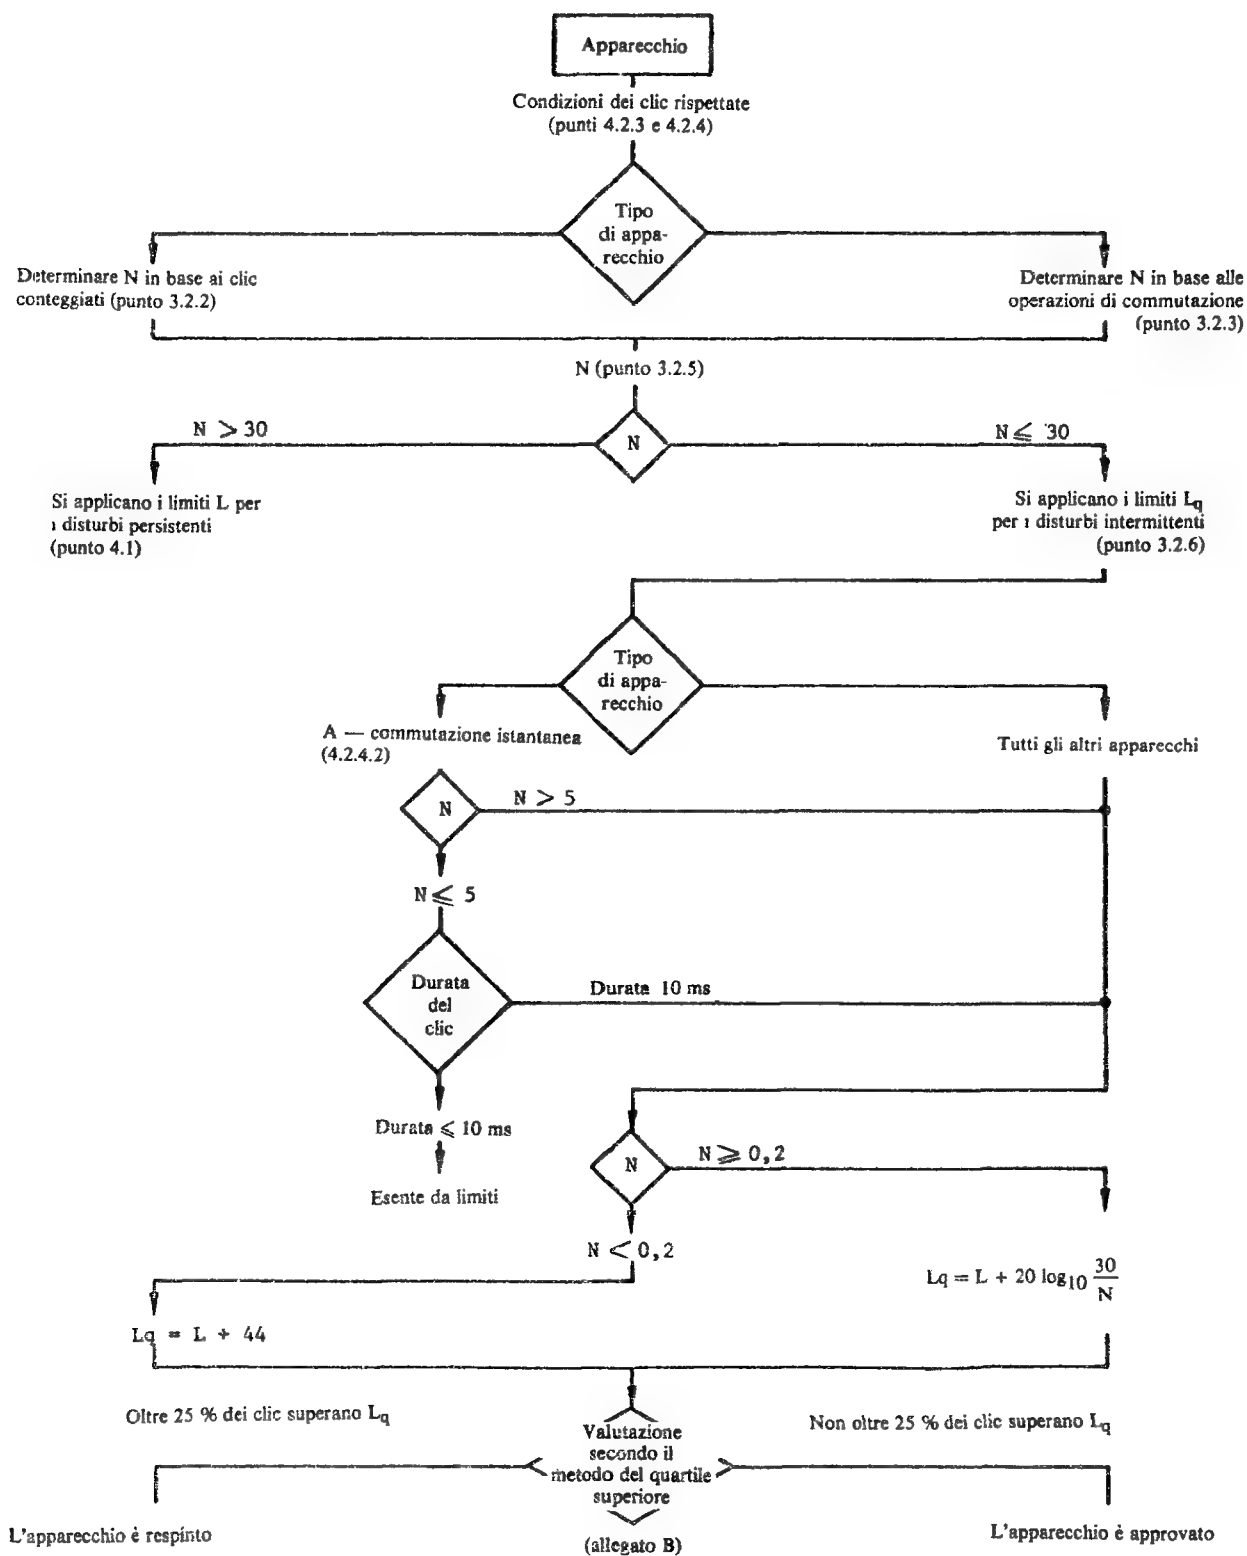 Apparecchio
Condizioni dei clic rispettate
(punti 4.2.3 e 4.2.4)
Tipo
di appa-
recchio
Determinare N in base ai clic
conteggiati (punto 3.2.2)
Determinare N in base alle
operazioni di commutazione
(punto 3.2.3)
N (punto 3.2.5)
N > 30
N
N ≦ 30
Si applicano i limiti L per
ı disturbi persistenti
(punto 4.1)
Si applicano i limiti Lq
per ı disturbi intermittenti
(punto 3.2.6)
Tipo
di appa-
recchio
A — commutazione istantanea
(4.2.4.2)
Tutti gli altri apparecchi
N
N > 5
N ⩽ 5
Durata
del
clic
Durata 10 ms
Durata ⩽ 10 ms
Esente da limiti
N
N ⩾ 0,2
N < 0,2
Lq = L + 20 log10 30/N
Lq = L + 44
Oltre 25 % dei clic superano Lq
Non oltre 25 % dei clic superano Lq
Valutazione
secondo il
metodo del quartile
superiore
(allegato B)
L'apparecchio è respinto
L'apparecchio è approvato